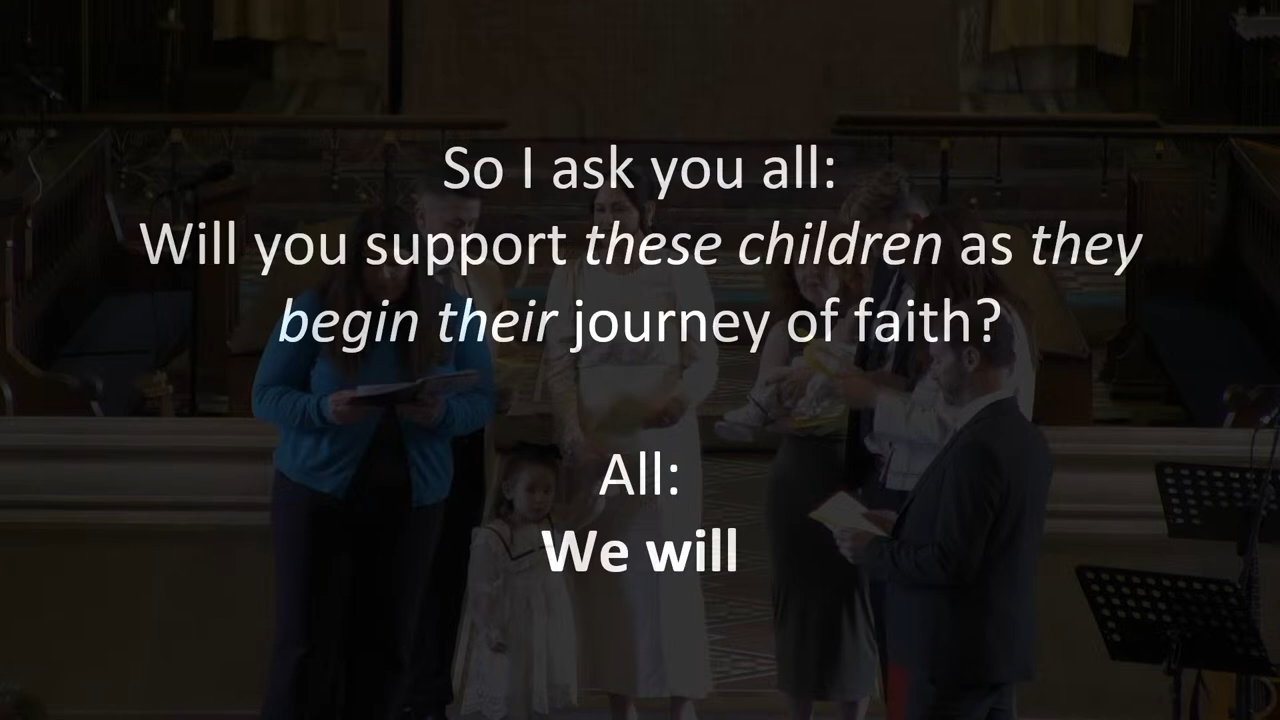 So I ask you all:
Will you support these children as they
begin their journey of faith?
All:
We will